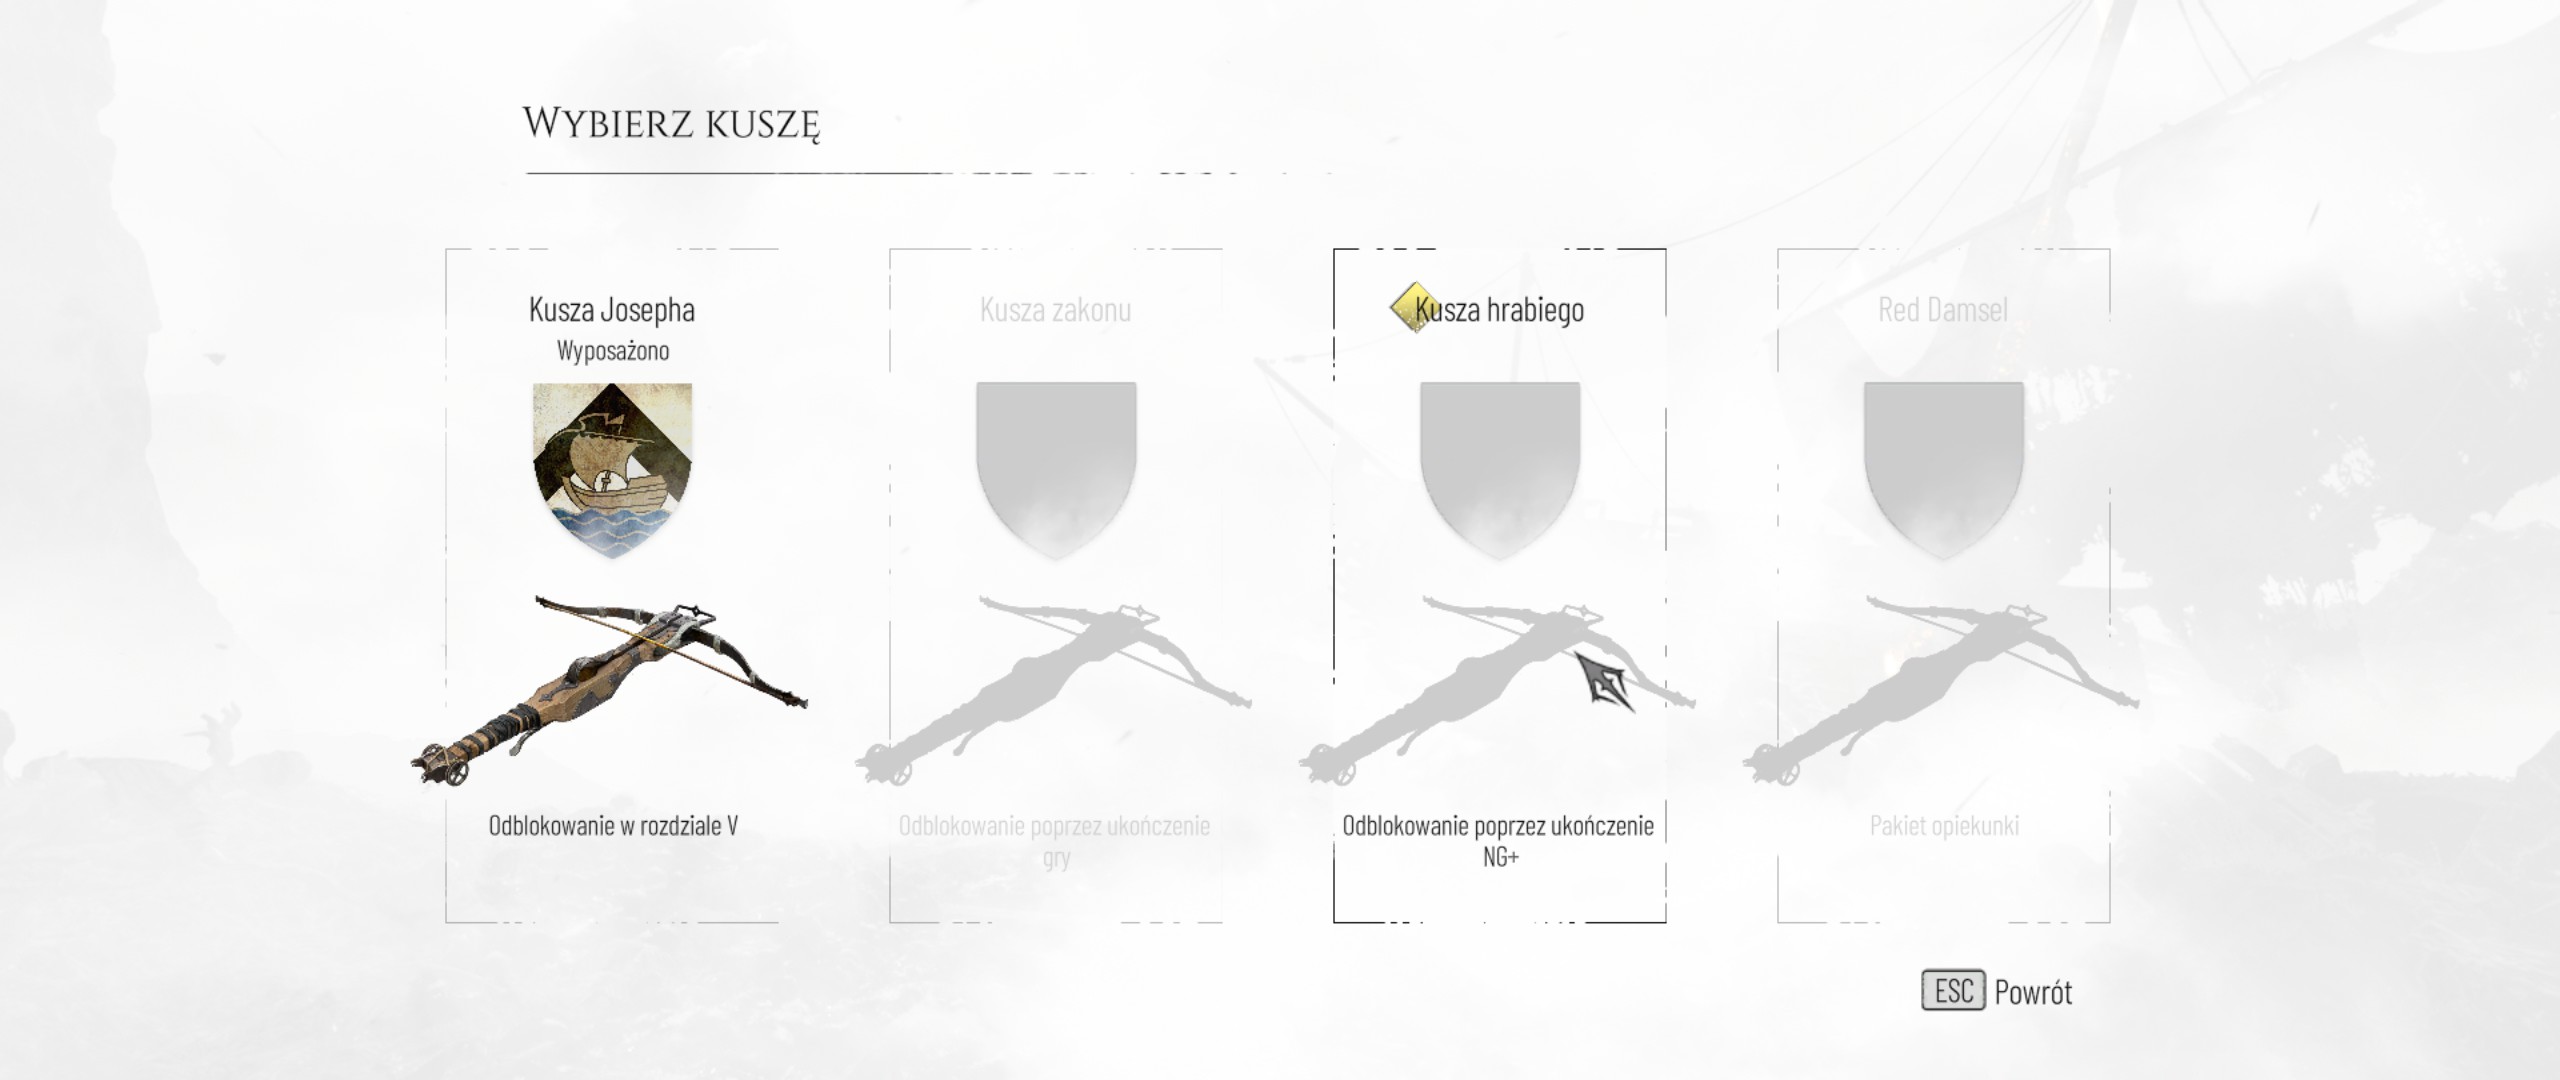 Wybierz kuszę
Kusza Josepha
Wyposażono
Odblokowanie w rozdziale V
Kusza zakonu
Odblokowanie poprzez ukończenie
gry
Kusza hrabiego
Odblokowanie poprzez ukończenie
NG+
Red Damsel
Pakiet opiekunki
ESC Powrót